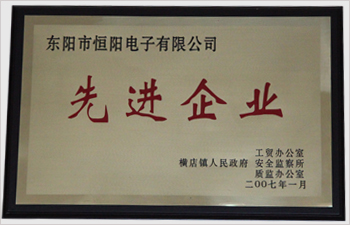 东阳市恒阳电子有限公司
先进企业
工贸办公室
横店镇人民政府 安全监察所
质监办公室
二〇〇七年一月